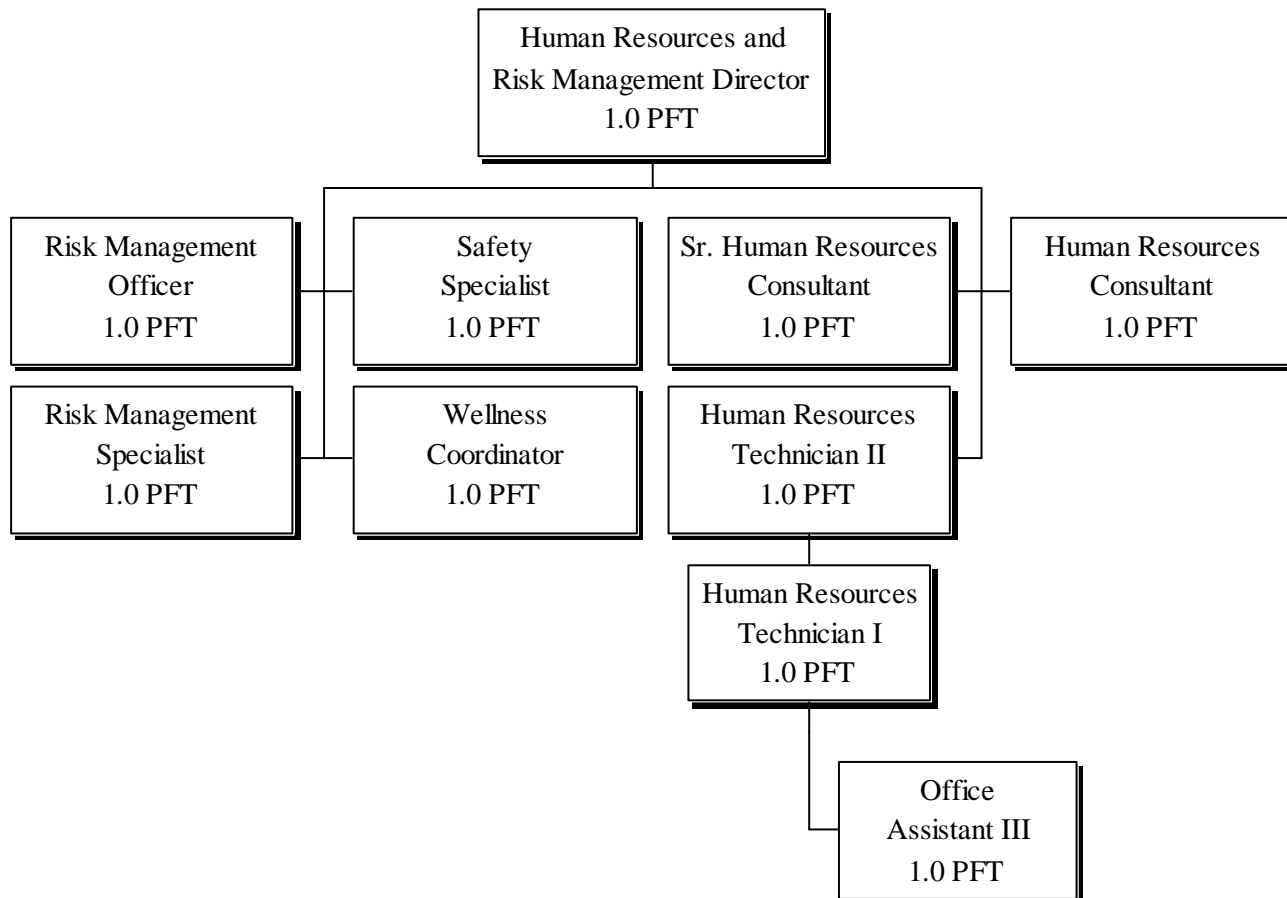 Human Resources and
Risk Management Director
1.0 PFT
Risk Management
Officer
1.0 PFT
Safety
Specialist
1.0 PFT
Sr. Human Resources
Consultant
1.0 PFT
Human Resources
Consultant
1.0 PFT
Risk Management
Specialist
1.0 PFT
Wellness
Coordinator
1.0 PFT
Human Resources
Technician II
1.0 PFT
Human Resources
Technician I
1.0 PFT
Office
Assistant III
1.0 PFT